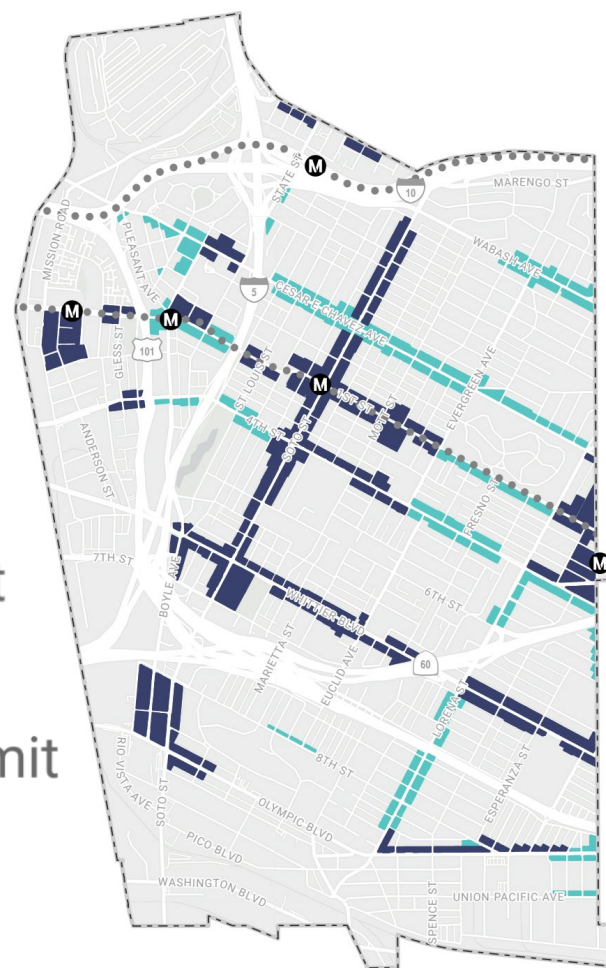 STATE ST
M
10
MARENGO ST
MISSION ROAD
PLEASANT AVE
WABASH AVE
5
CESAR E CHAVEZ AVE
M
M
GLESS ST
101
ST LOUIS ST
M
1ST ST
MOTT ST
EVERGREEN AVE
4TH ST
SOTO ST
ANDERSON ST
FRESNO ST
7TH ST
BOYLE AVE
M
6TH ST
WHITTIER BLVD
MARIETTA ST
EUCLID AVE
60
LORENA ST
mit
8TH ST
ESPERANZA ST
RIO VISTA AVE
SOTO ST
OLYMPIC BLVD
PICO BLVD
WASHINGTON BLVD
SPENCE ST
UNION PACIFIC AVE